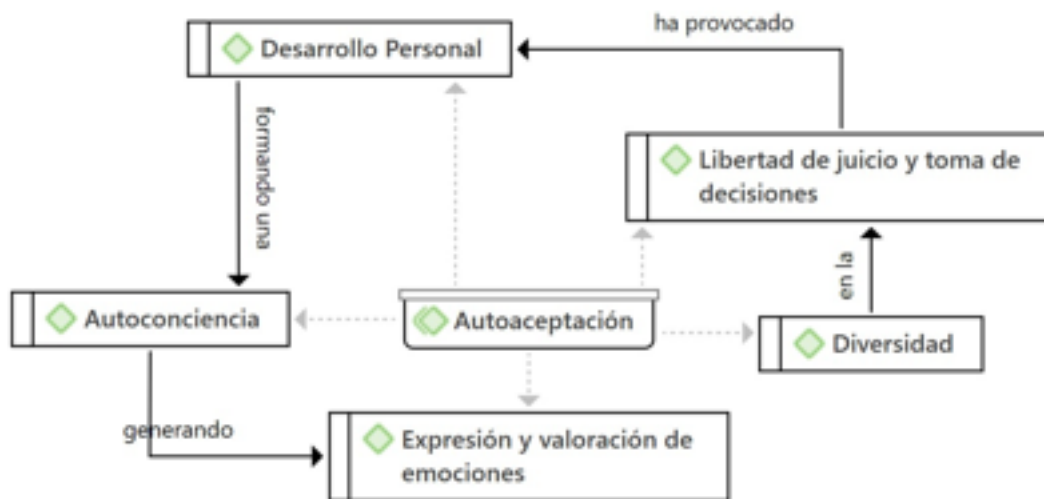 ha provocado
Desarrollo Personal
formando una
Libertad de juicio y toma de
decisiones
en la
Autoconciencia
Autoaceptación
Diversidad
generando
Expresión y valoración de
emociones